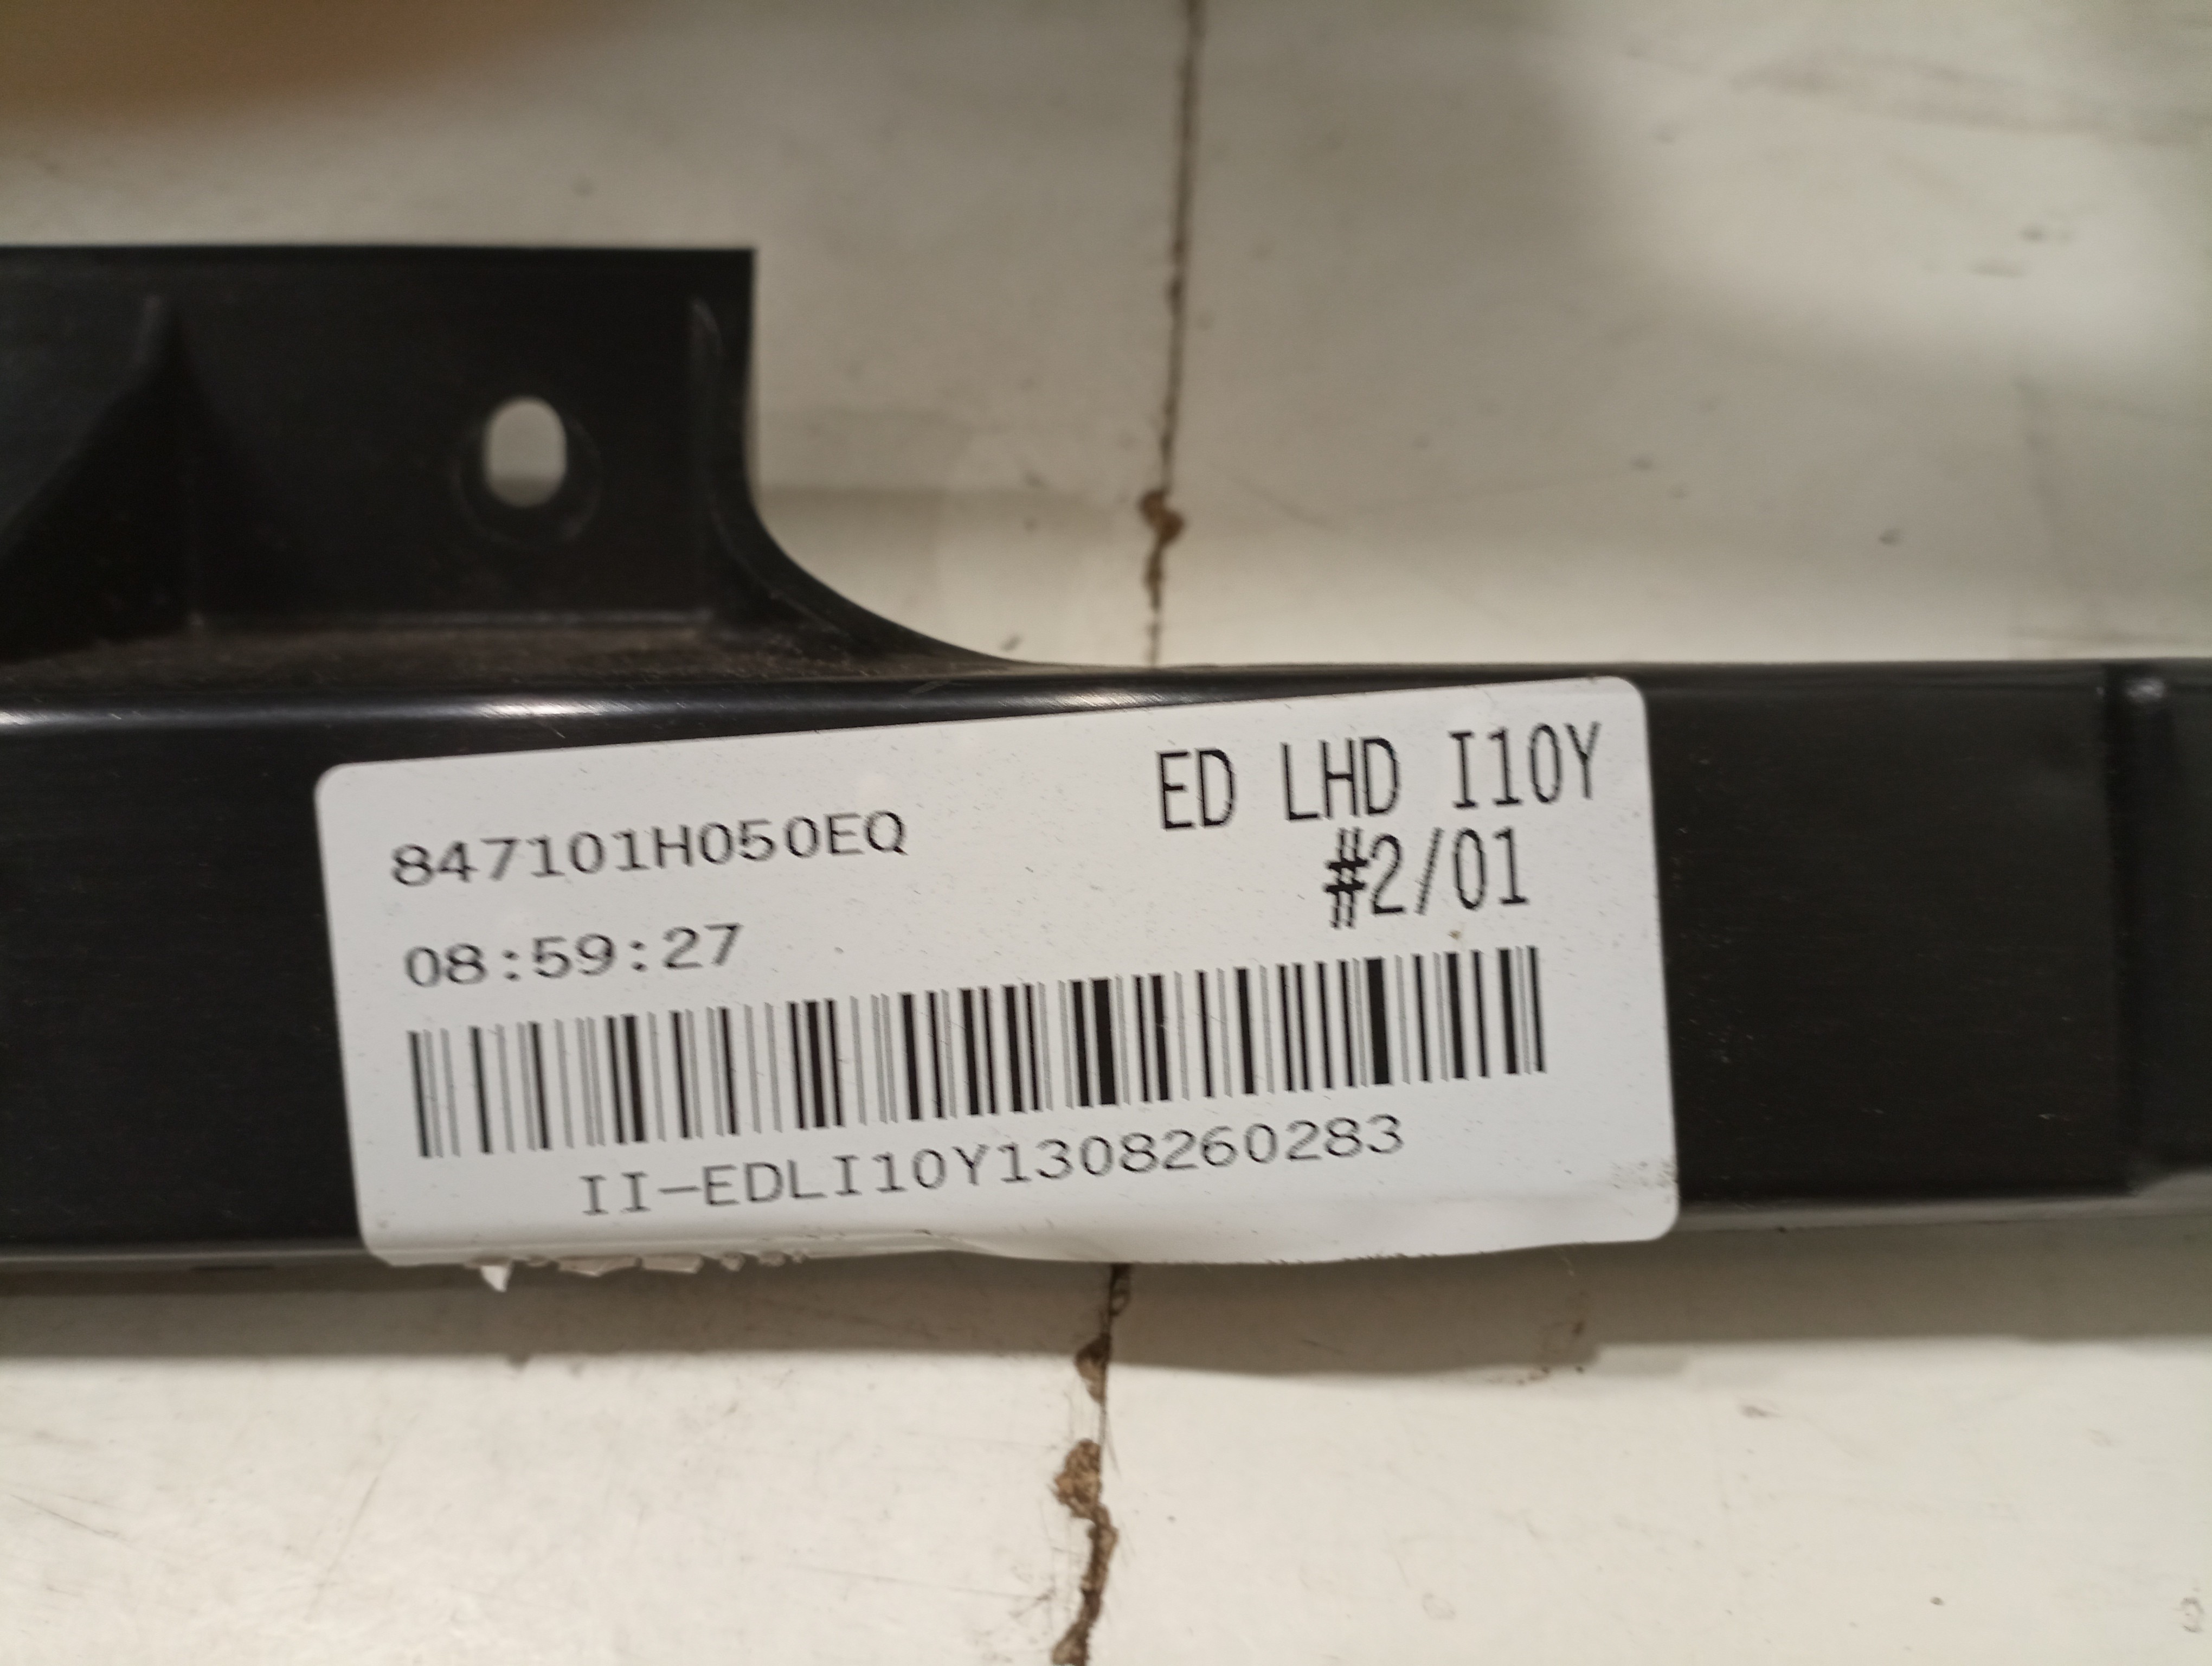 847101H050EQ
ED LHD I10Y
#2/01
08:59:27
II-EDLI10Y1308260283